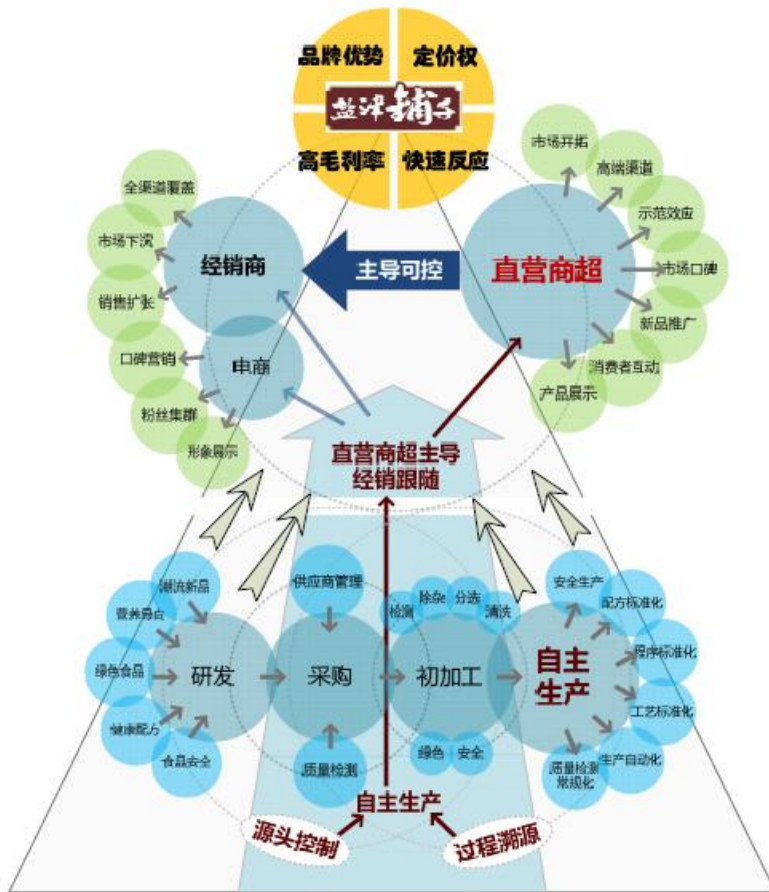 品牌优势
定价权
盐津铺子
高毛利率
快速反应
全渠道覆盖
市场下沉
销售扩张
口碑营销
粉丝集群
形象展示
经销商
电商
主导可控
直营商超
市场开拓
高端渠道
示范效应
市场口碑
新品推广
消费者互动
产品展示
直营商超主导
经销跟随
潮流新品
营养易占
绿色食品
健康配方
食品安全
研发
供应商管理
采购
质量检测
检测
除杂
分选
清洗
初加工
绿色
安全
自主
生产
安全生产
配方标准化
程序标准化
工艺标准化
生产自动化
质量检测
常规化
自主生产
源头控制
过程溯源